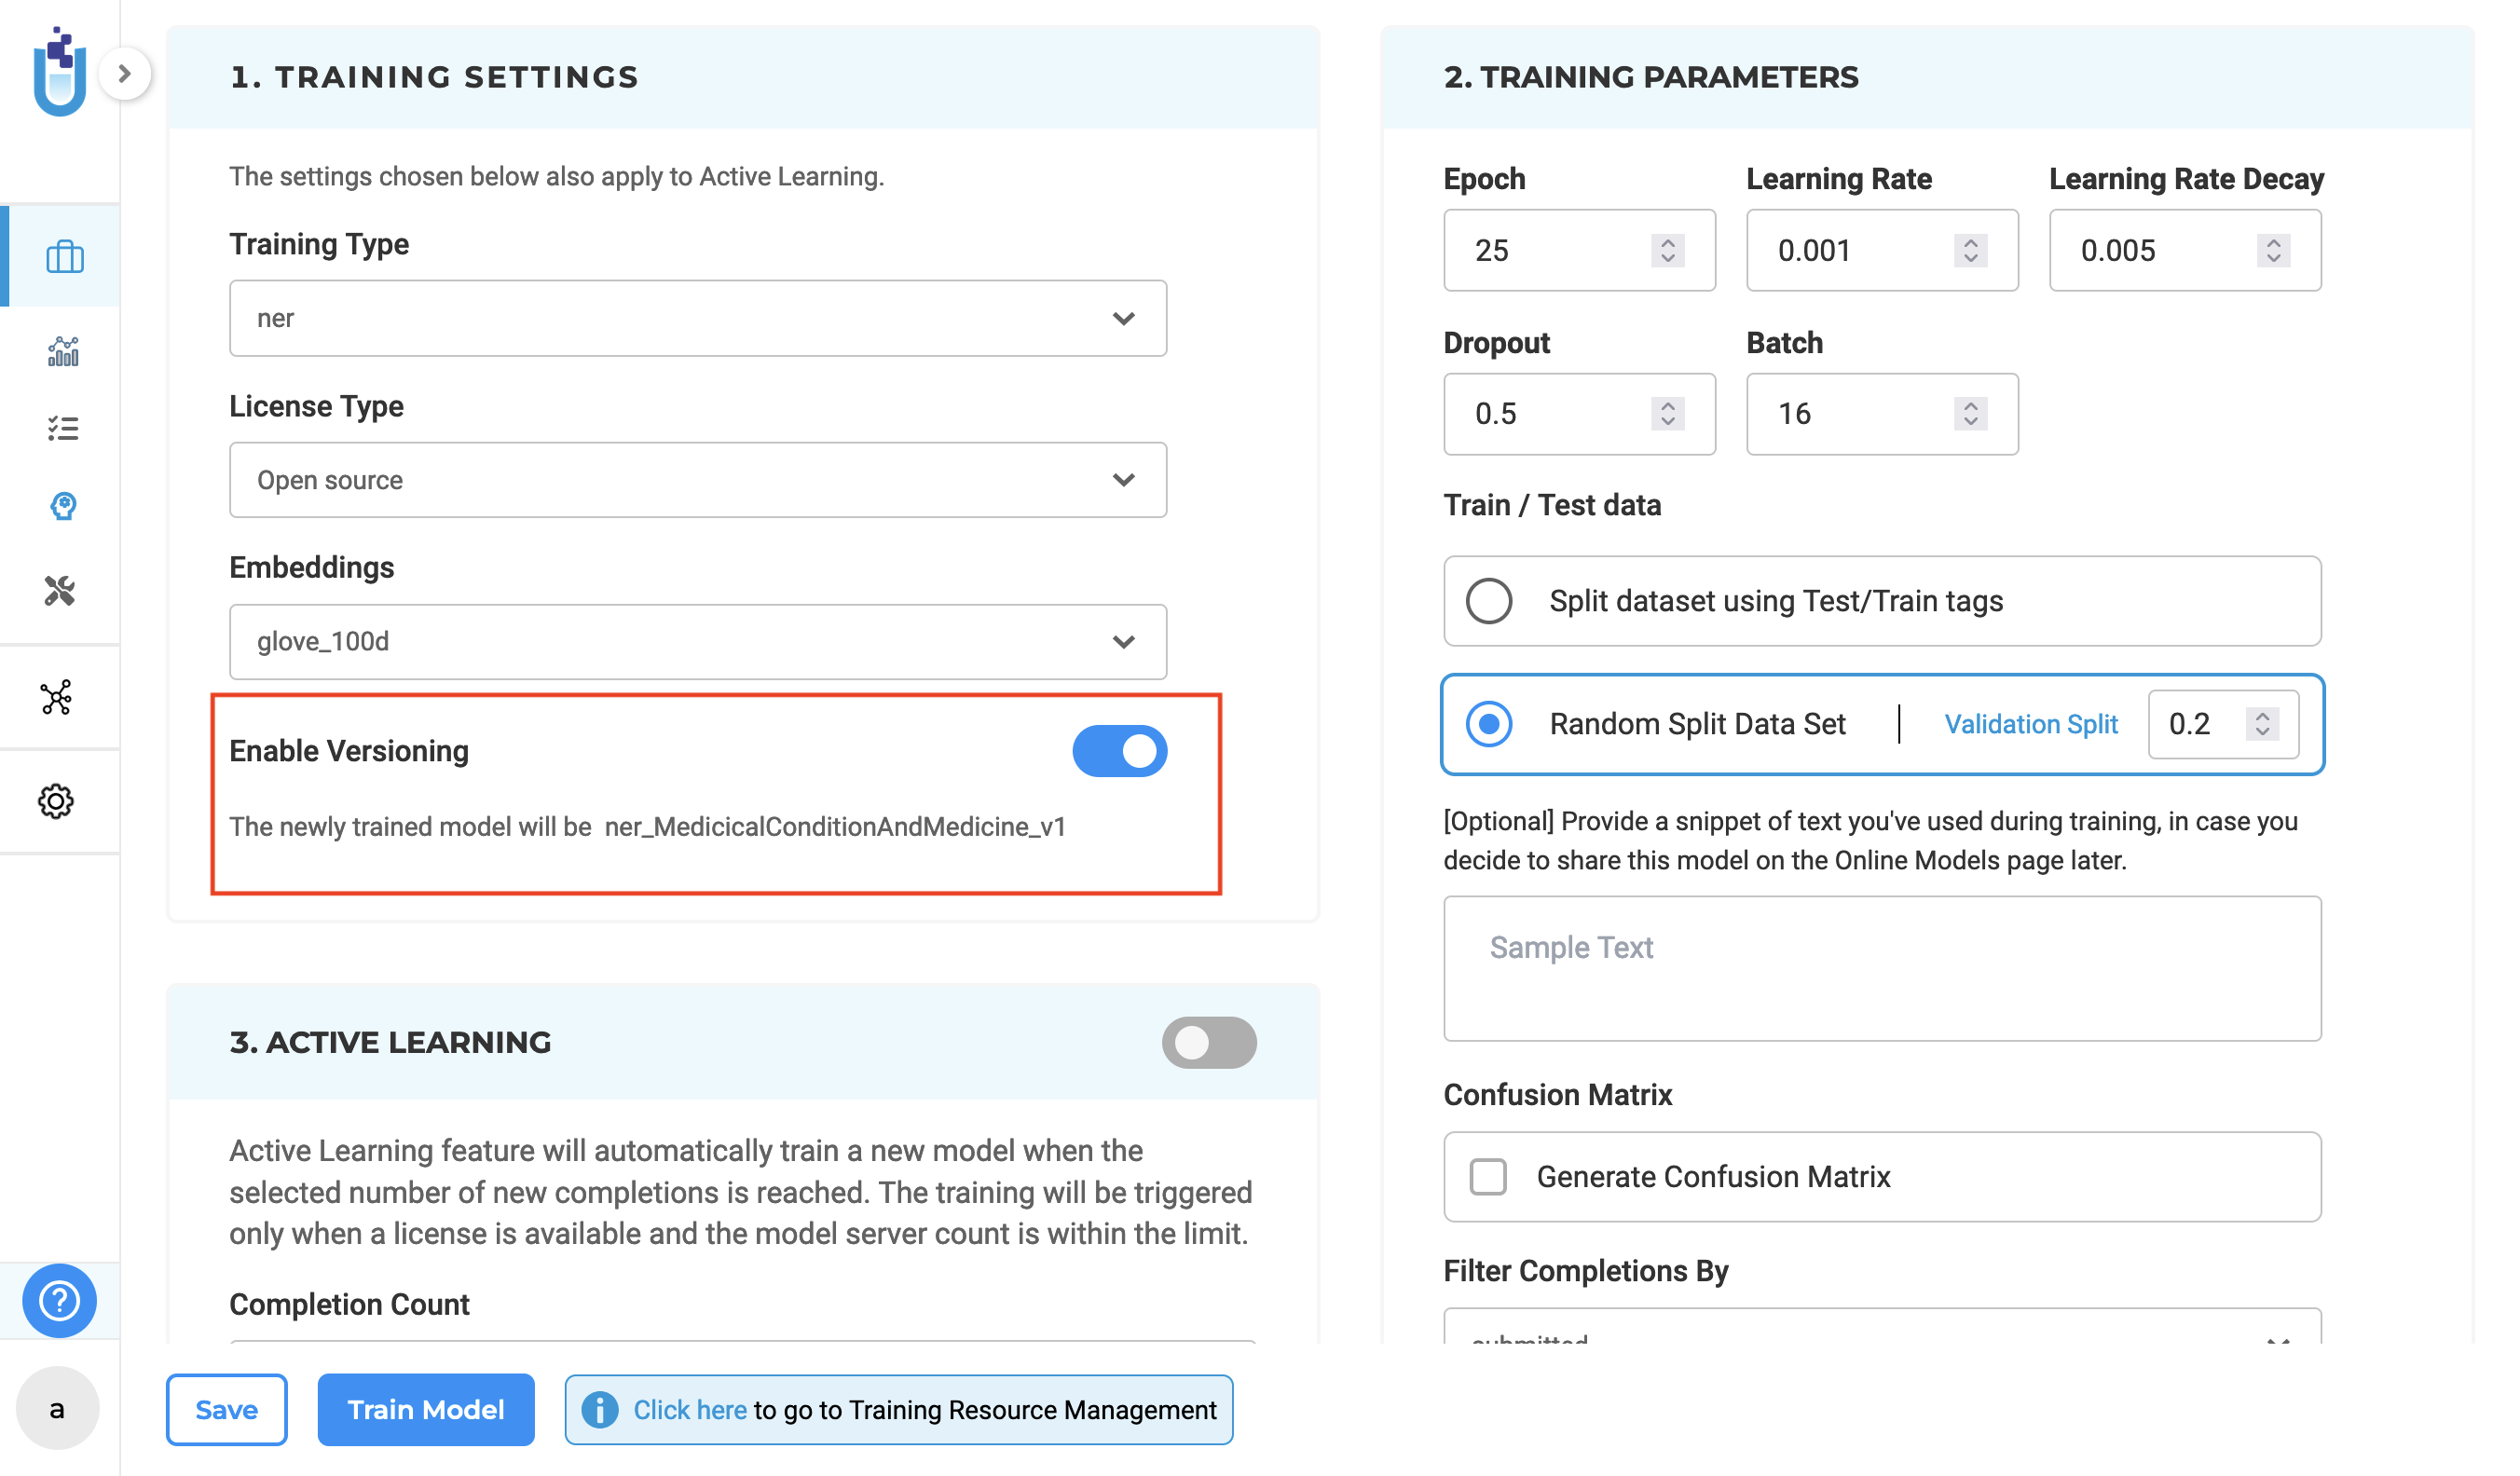 1. TRAINING SETTINGS
The settings chosen below also apply to Active Learning.
Training Type
ner
License Type
Open source
Embeddings
glove_100d
Enable Versioning
The newly trained model will be ner_MedicicalConditionAndMedicine_v1
2. TRAINING PARAMETERS
Epoch
Learning Rate
Learning Rate Decay
25
0.001
0.005
Dropout
Batch
0.5
16
Train / Test data
Split dataset using Test/Train tags
Random Split Data Set
Validation Split
0.2
[Optional] Provide a snippet of text you've used during training, in case you
decide to share this model on the Online Models page later.
Sample Text
Confusion Matrix
Generate Confusion Matrix
Filter Completions By
submitted
3. ACTIVE LEARNING
Active Learning feature will automatically train a new model when the
selected number of new completions is reached. The training will be triggered
only when a license is available and the model server count is within the limit.
Completion Count
a
Save
Train Model
Click here to go to Training Resource Management